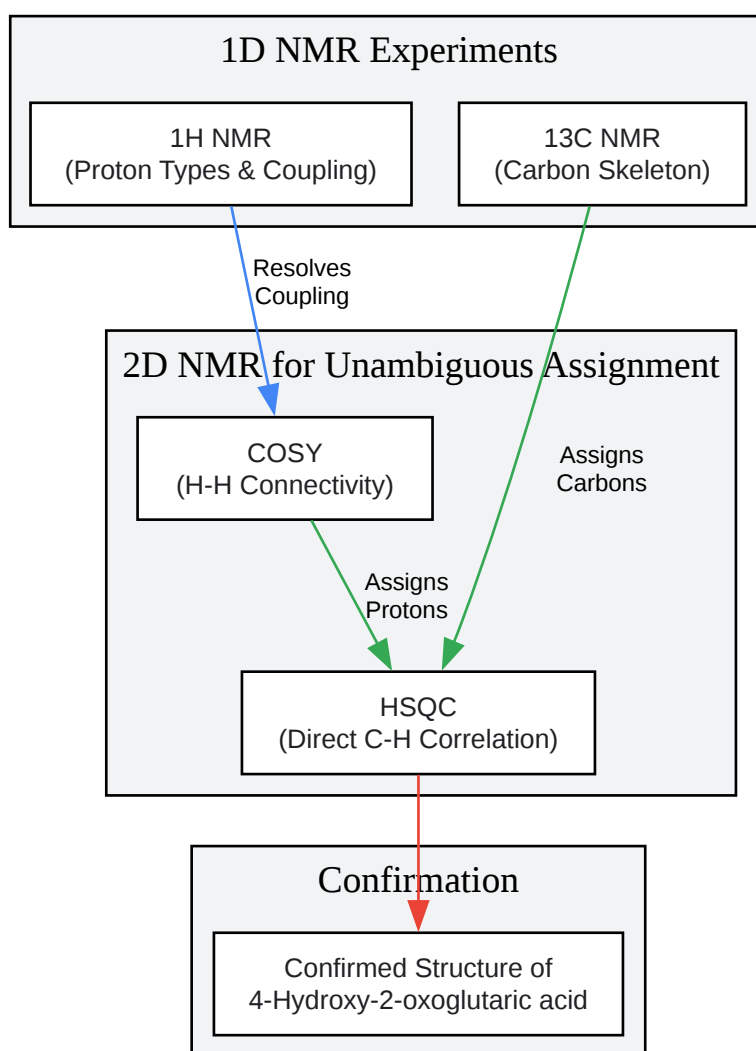 1D NMR Experiments
1H NMR
(Proton Types & Coupling)
13C NMR
(Carbon Skeleton)
Resolves
Coupling
2D NMR for Unambiguous Assignment
COSY
(H-H Connectivity)
Assigns
Carbons
Assigns
Protons
HSQC
(Direct C-H Correlation)
Confirmation
Confirmed Structure of
4-Hydroxy-2-oxoglutaric acid